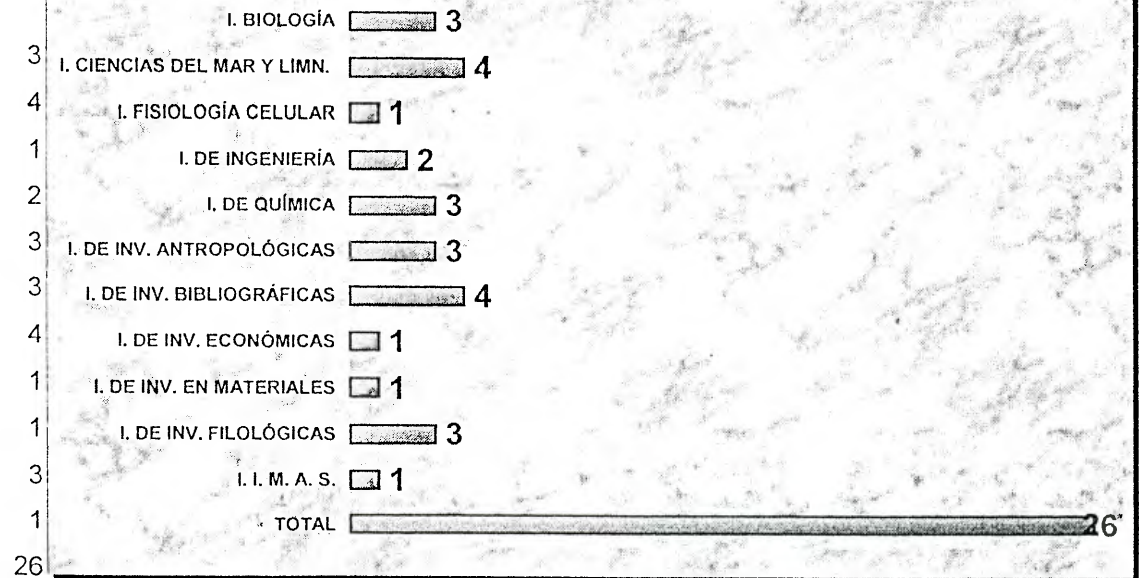 I. BIOLOGÍA 3
3 I. CIENCIAS DEL MAR Y LIMN. 4
4 I. FISIOLOGÍA CELULAR 1
1 I. DE INGENIERÍA 2
2 I. DE QUÍMICA 3
3 I. DE INV. ANTROPOLÓGICAS 3
3 I. DE INV. BIBLIOGRÁFICAS 4
4 I. DE INV. ECONÓMICAS 1
1 I. DE INV. EN MATERIALES 1
1 I. DE INV. FILOLÓGICAS 3
3 I. I. M. A. S. 1
1 TOTAL 26
26